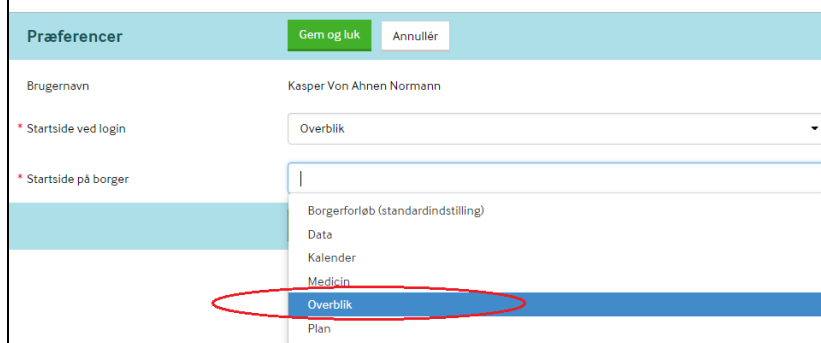 Præferencer Gem og luk Annullér
Brugernavn Kasper Von Ahnen Normann
* Startside ved login Overblik
* Startside på borger
Borgerforløb (standardindstilling)
Data
Kalender
Medicin
Overblik
Plan